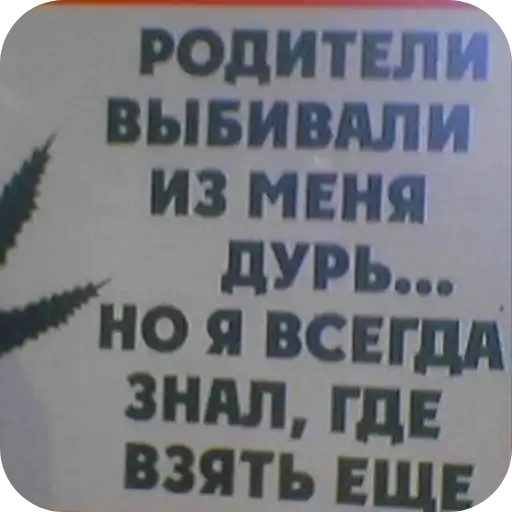 РОДИТЕЛИ
ВЫБИВАЛИ
ИЗ МЕНЯ
ДУРЬ...
НО Я ВСЕГДА
ЗНАЛ, ГДЕ
ВЗЯТЬ ЕЩЕ